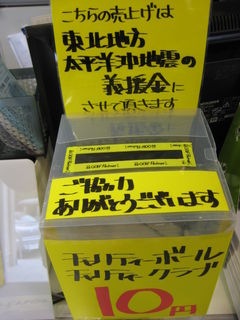 こちらの売上げは
東北地方
太平洋沖地震の
義援金に
させて頂きます
ご協力
ありがとうございます
チャリティーボール
チャリティークラブ
10円